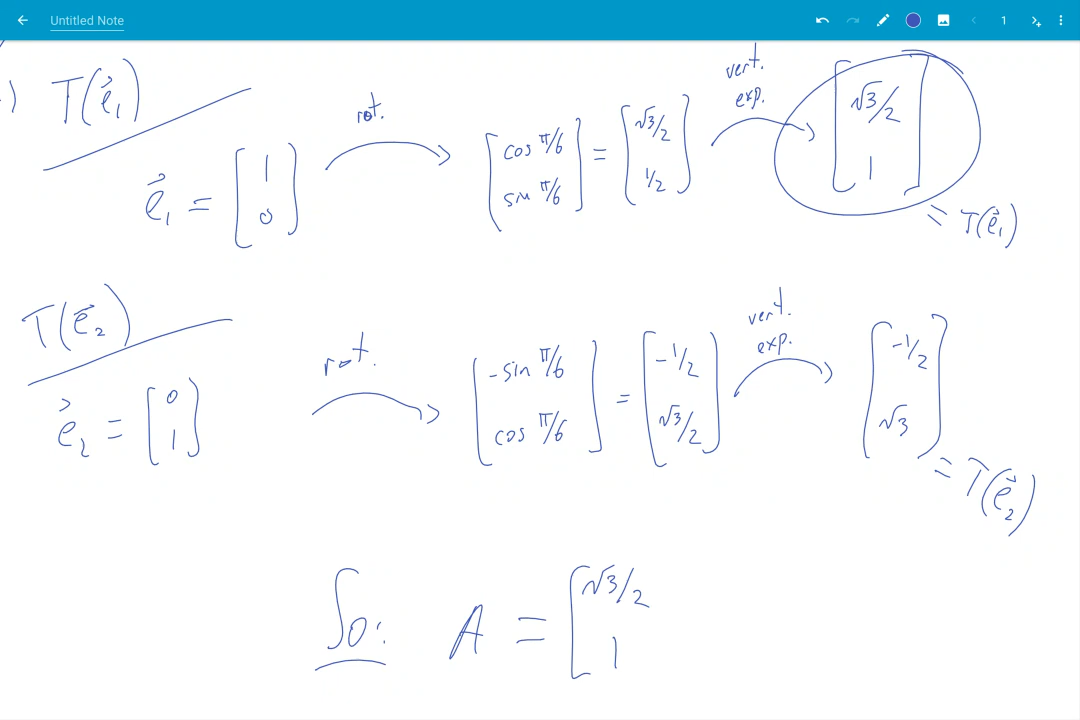 Untitled Note
1
) T(e⃗₁)
e⃗₁ = [1 0] rot. [cos π/6 sin π/6] = [√3/2 1/2] vert. exp. [√3/2 1]
= T(e⃗₁)
T(e⃗₂)
e⃗₂ = [0 1] rot. [-sin π/6 cos π/6] = [-1/2 √3/2] vert. exp. [-1/2 √3]
= T(e⃗₂)
So: A = [√3/2 1